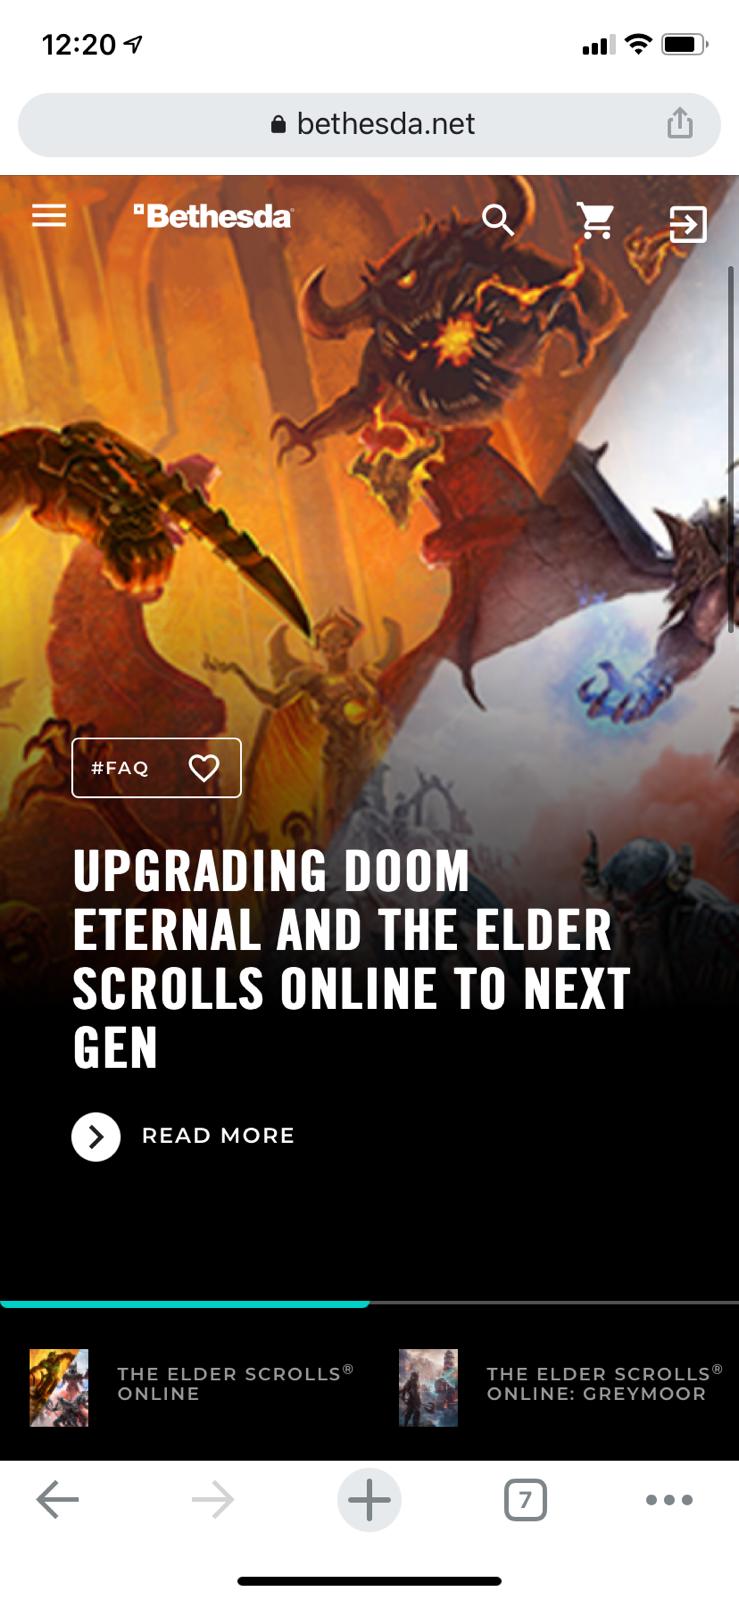 12:20
bethesda.net
Bethesda
#FAQ
UPGRADING DOOM
ETERNAL AND THE ELDER
SCROLLS ONLINE TO NEXT
GEN
READ MORE
THE ELDER SCROLLS®
ONLINE
THE ELDER SCROLLS®
ONLINE: GREYMOOR
7